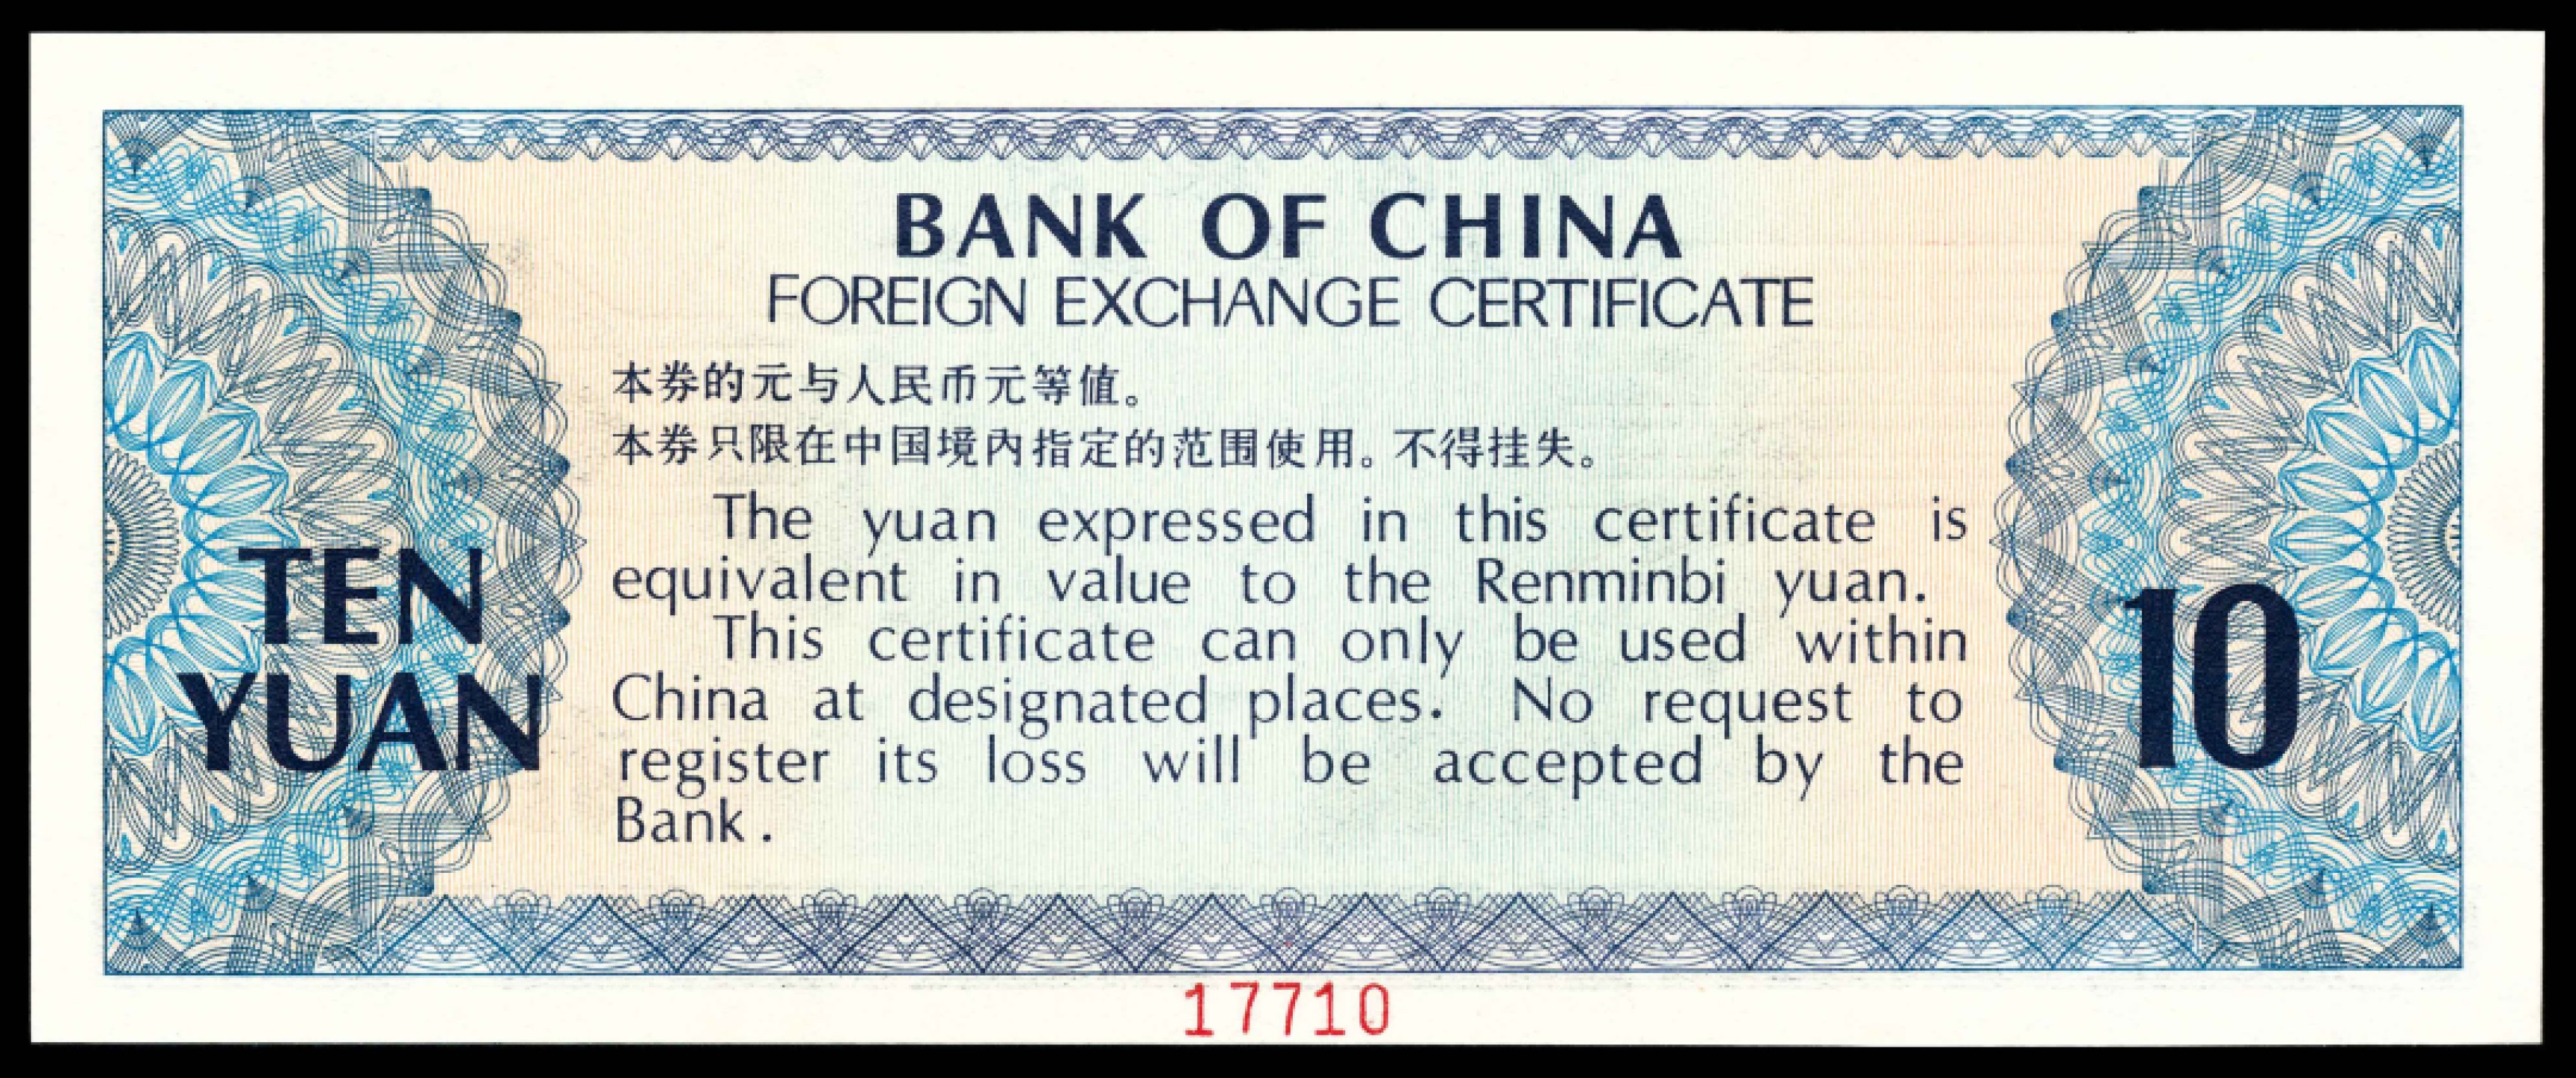 BANK OF CHINA
FOREIGN EXCHANGE CERTIFICATE
本券的元与人民币元等值。
本券只限在中国境内指定的范围使用。不得挂失。
The yuan expressed in this certificate is
equivalent in value to the Renminbi yuan.
This certificate can only be used within
China at designated places. No request to
register its loss will be accepted by the
Bank.
TEN
YUAN
10
17710